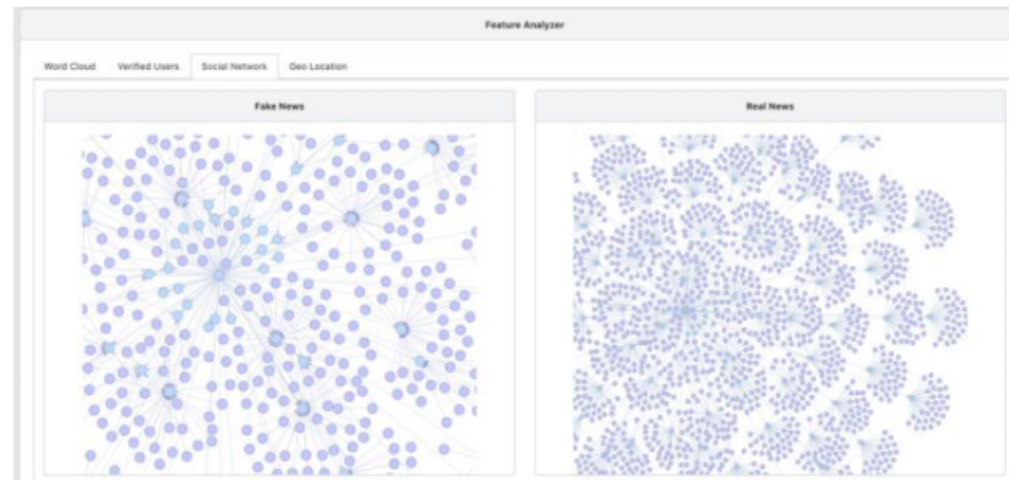 Feature Analyzer
Word Cloud Verified Users Social Network Geo Location
Fake News
Real News